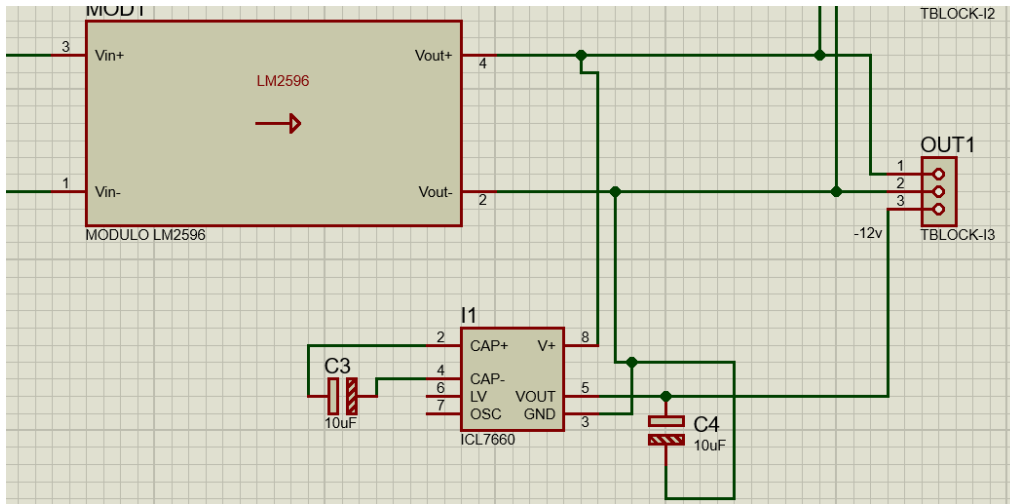 MOD1
TBLOCK-I2
3 Vin+ Vout+ 4
LM2596
1 Vin- Vout- 2
MODULO LM2596
OUT1
1
2
3
-12v
TBLOCK-I3
I1
2 CAP+ V+ 8
C3
4 CAP-
6 LV VOUT 5
7 OSC GND 3
10uF
ICL7660
C4
10uF